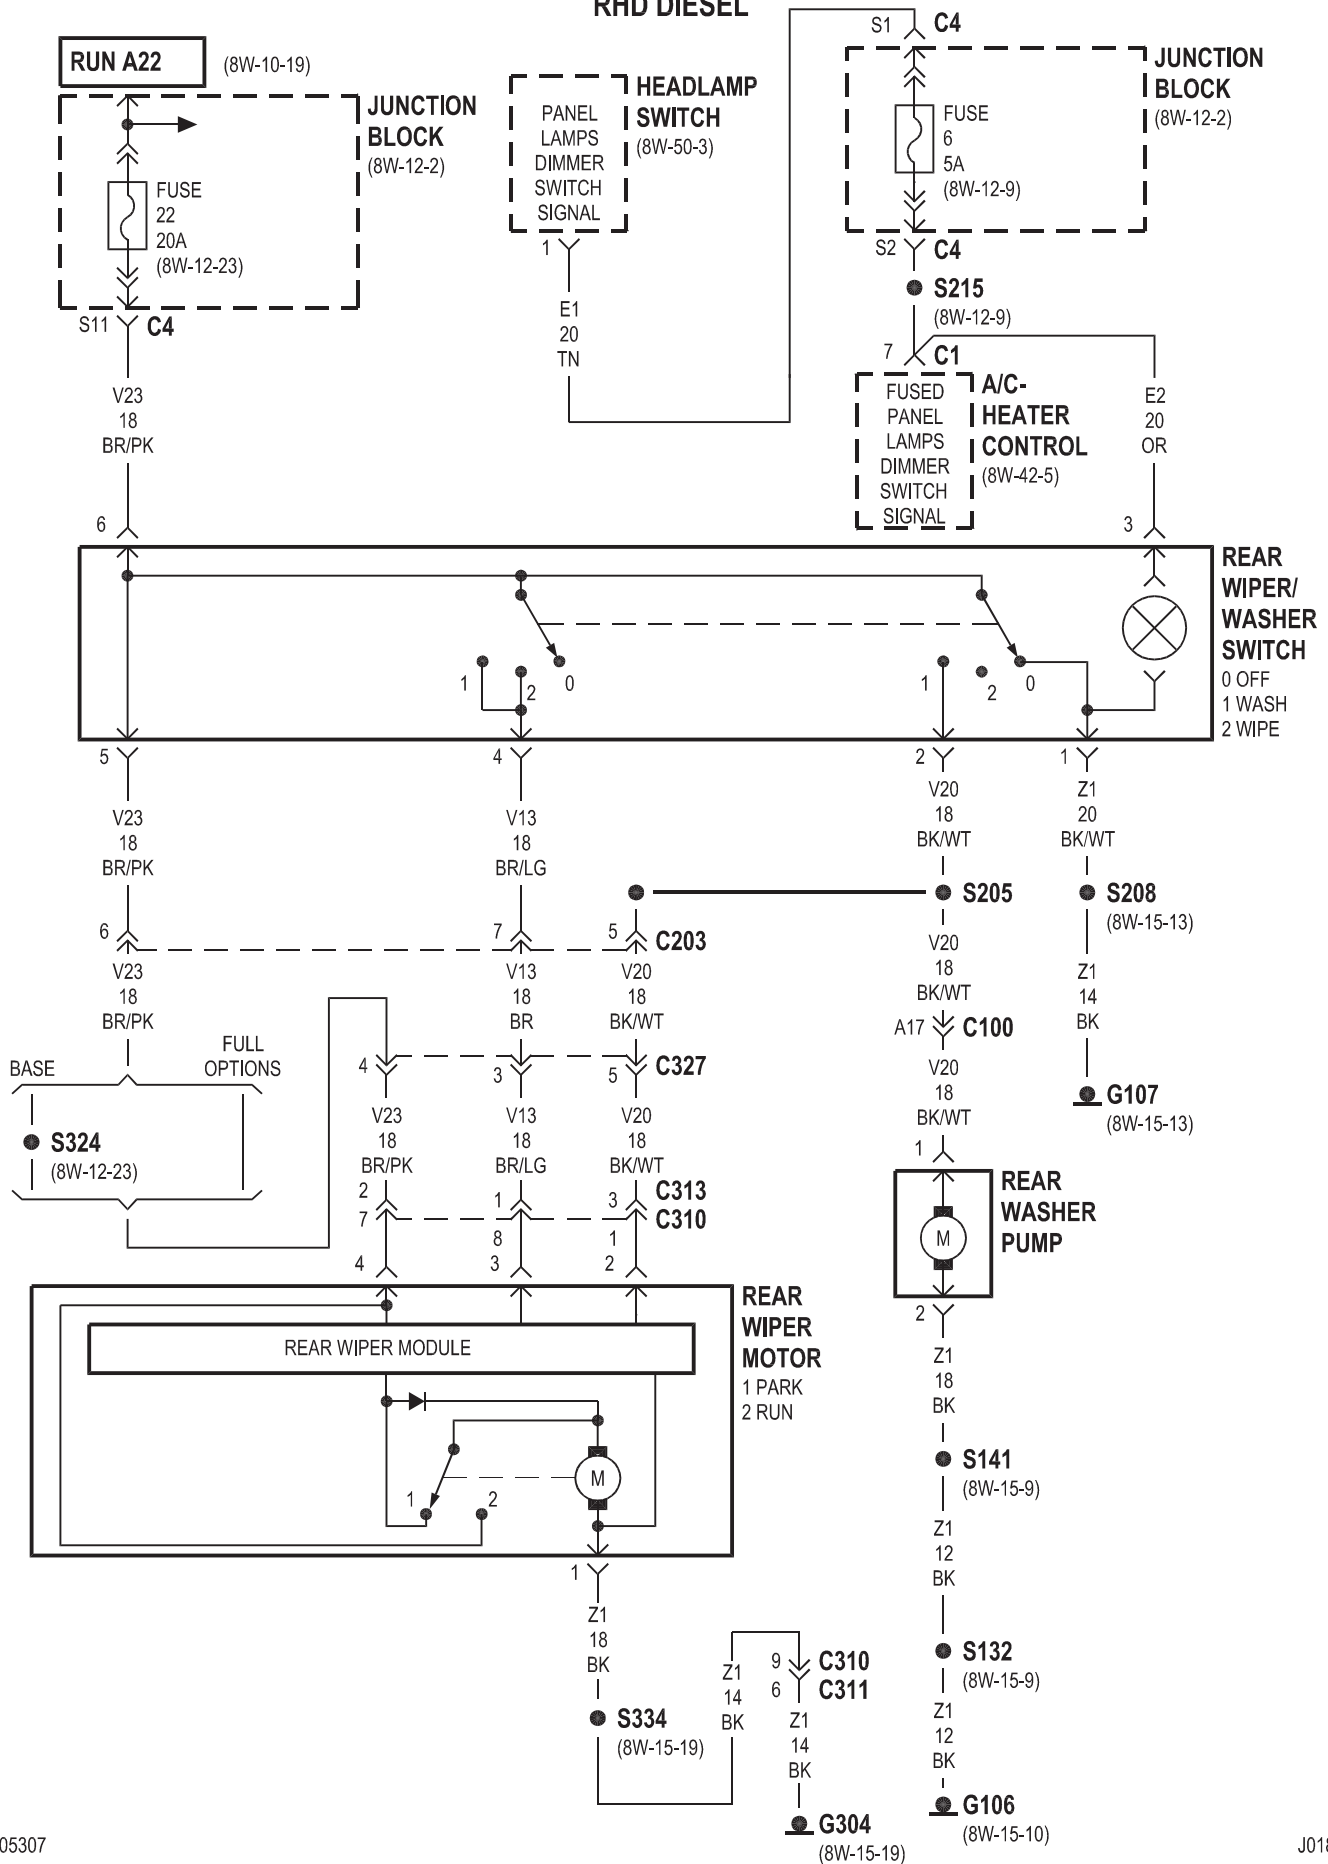 RHD DIESEL
RUN A22
(8W-10-19)
JUNCTION
BLOCK
(8W-12-2)
FUSE
22
20A
(8W-12-23)
S11
C4
V23
18
BR/PK
6
PANEL
LAMPS
DIMMER
SWITCH
SIGNAL
HEADLAMP
SWITCH
(8W-50-3)
1
E1
20
TN
S1
C4
JUNCTION
BLOCK
(8W-12-2)
FUSE
6
5A
(8W-12-9)
S2
C4
S215
(8W-12-9)
7
C1
FUSED
PANEL
LAMPS
DIMMER
SWITCH
SIGNAL
A/C-
HEATER
CONTROL
(8W-42-5)
E2
20
OR
3
REAR
WIPER/
WASHER
SWITCH
0 OFF
1 WASH
2 WIPE
1
2
0
1
2
0
5
4
2
1
V23
18
BR/PK
V13
18
BR/LG
V20
18
BK/WT
Z1
20
BK/WT
S205
S208
(8W-15-13)
6
7
5
C203
V23
18
BR/PK
V13
18
BR
V20
18
BK/WT
V20
18
BK/WT
Z1
14
BK
A17
C100
BASE
FULL
OPTIONS
S324
(8W-12-23)
4
3
5
C327
V23
18
BR/PK
V13
18
BR/LG
V20
18
BK/WT
V20
18
BK/WT
G107
(8W-15-13)
2
1
3
C313
7
8
1
C310
4
3
2
1
REAR
WASHER
PUMP
M
2
REAR
WIPER
MOTOR
1 PARK
2 RUN
REAR WIPER MODULE
1
2
M
1
Z1
18
BK
Z1
18
BK
S141
(8W-15-9)
Z1
12
BK
S132
(8W-15-9)
Z1
12
BK
G106
(8W-15-10)
S334
(8W-15-19)
Z1
14
BK
9
C310
6
C311
Z1
14
BK
G304
(8W-15-19)
05307
J018